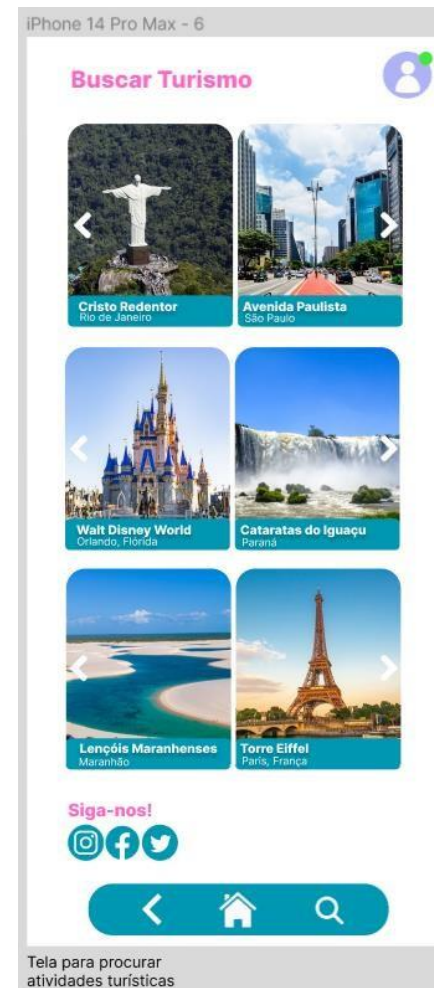 iPhone 14 Pro Max - 6
Buscar Turismo
Cristo Redentor
Rio de Janeiro
Avenida Paulista
São Paulo
Walt Disney World
Orlando, Flórida
Cataratas do Iguaçu
Paraná
Lençóis Maranhenses
Maranhão
Torre Eiffel
Paris, França
Siga-nos!
Tela para procurar
atividades turísticas